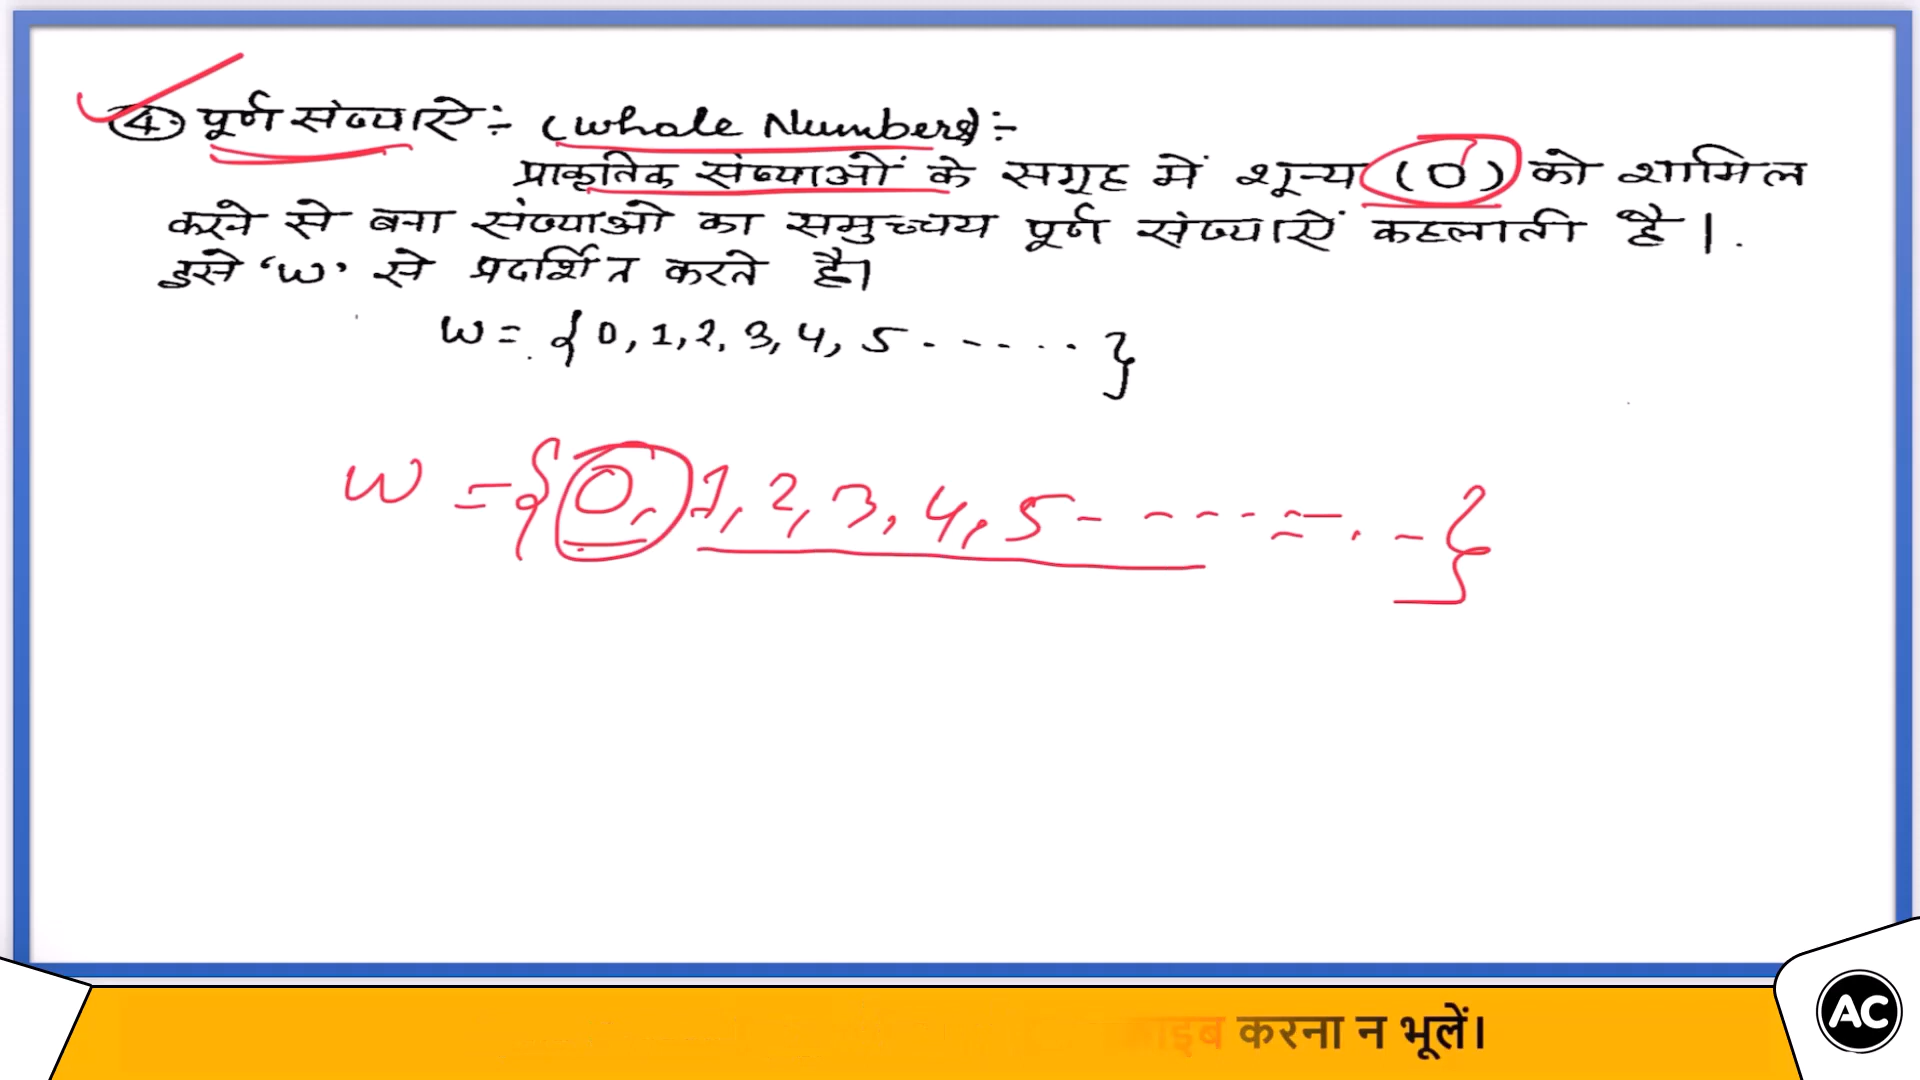 ④ पूर्ण संख्याऐ ÷ (Whole Numbers) ÷
प्राकृतिक संख्याओं के समूह में शून्य (0) को शामिल
करने से बना संख्याओ का समुच्चय पूर्ण संख्याऐं कहलाती है |.
इसे 'W' से प्रदर्शित करते है।
W = {0, 1, 2, 3, 4, 5 - - - - - }
W = {0, 1, 2, 3, 4, 5 - - - - - - - - }
करना न भूलें।
AC